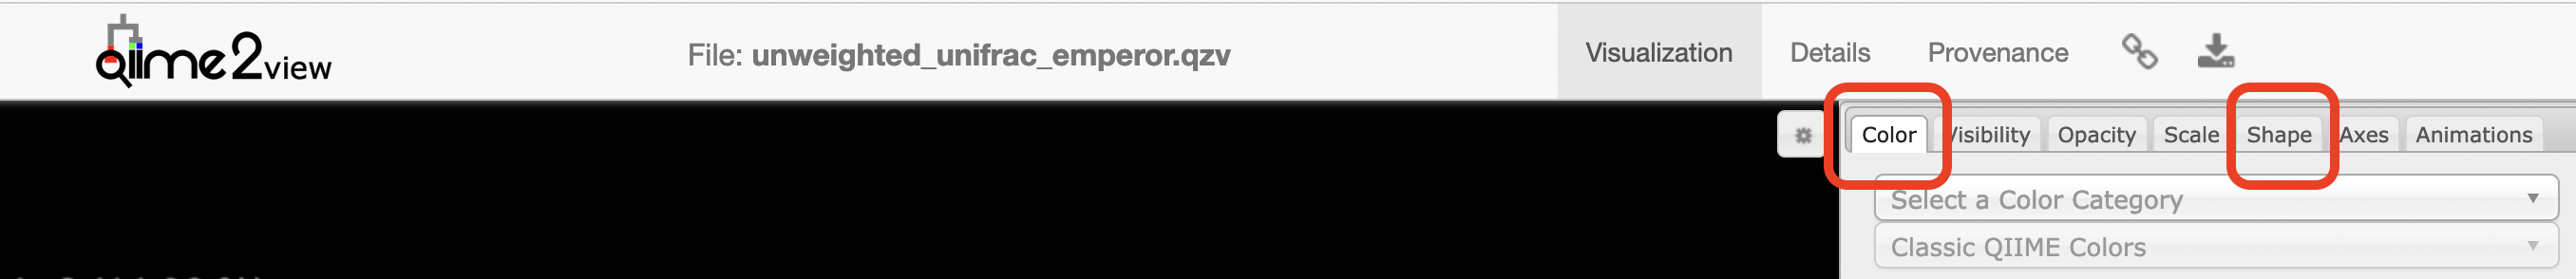 qiime2view
File: unweighted_unifrac_emperor.qzv
Visualization Details Provenance
Color Visibility Opacity Scale Shape Axes Animations
Select a Color Category
Classic QIIME Colors